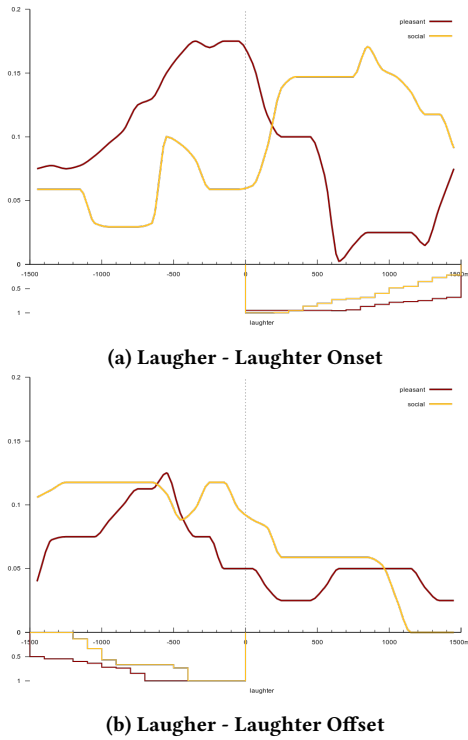 0.2
pleasant
social
0.15
0.1
0.05
0
-1500 -1000 -500 0 500 1000 1500m
0.5
1
laughter
(a) Laugher - Laughter Onset
0.2
pleasant
social
0.15
0.1
0.05
0
-1500 -1000 -500 0 500 1000 1500m
0.5
1
laughter
(b) Laugher - Laughter Offset